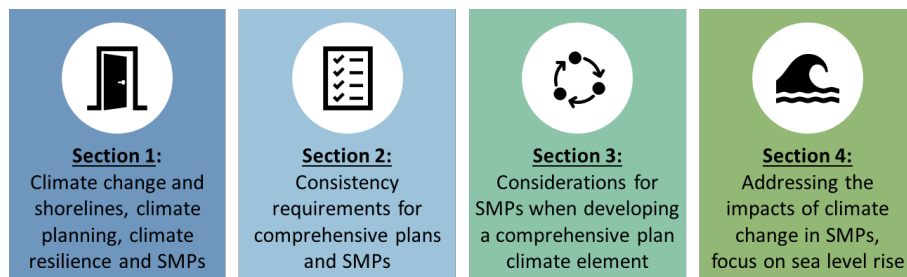 Section 1:
Climate change and
shorelines, climate
planning, climate
resilience and SMPs
Section 2:
Consistency
requirements for
comprehensive plans
and SMPs
Section 3:
Considerations for
SMPs when developing
a comprehensive plan
climate element
Section 4:
Addressing the
impacts of climate
change in SMPs,
focus on sea level rise